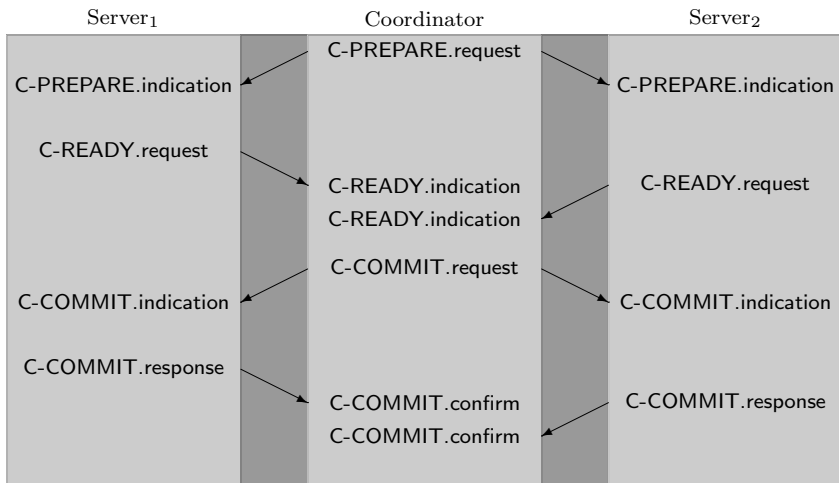 Server₁ Coordinator Server₂
C-PREPARE.request
C-PREPARE.indication C-PREPARE.indication
C-READY.request
C-READY.indication C-READY.request
C-READY.indication
C-COMMIT.request
C-COMMIT.indication C-COMMIT.indication
C-COMMIT.response
C-COMMIT.confirm C-COMMIT.response
C-COMMIT.confirm